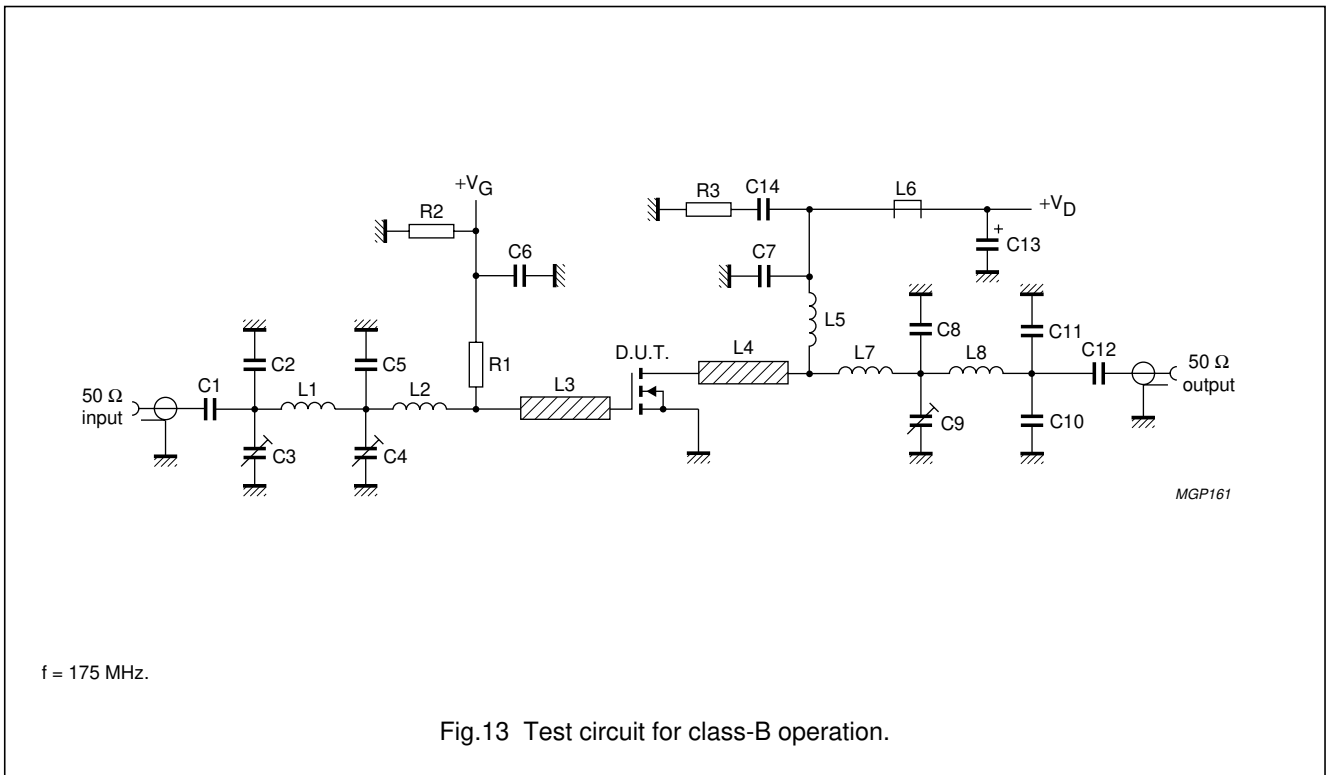 +V_G
R2
C6
R1
C2
C5
C1
L1
L2
L3
50 Ω
input
C3
C4
D.U.T.
R3
C14
L6
+V_D
C13
C7
L5
C8
C11
L4
L7
L8
C12
50 Ω
output
C9
C10
MGP161
f = 175 MHz.
Fig.13 Test circuit for class-B operation.